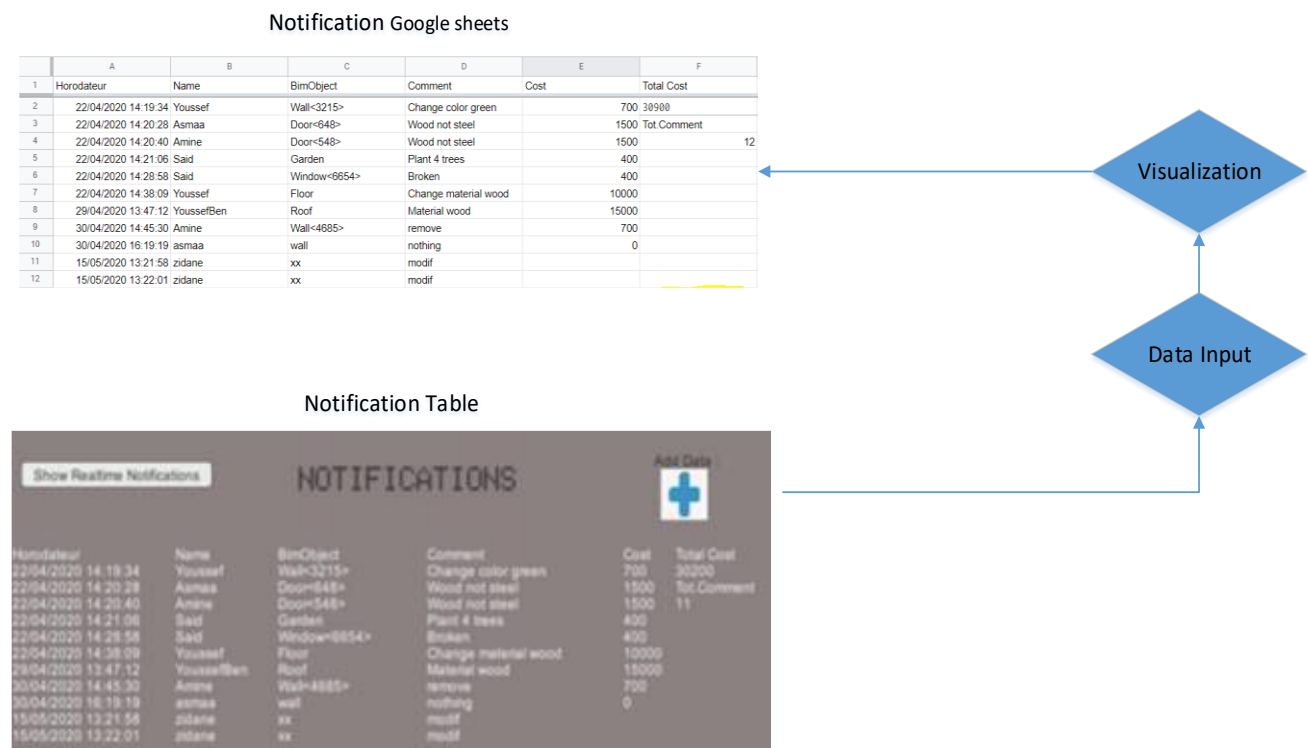 Notification Google sheets
A B C D E F
1 Horodateur Name BimObject Comment Cost Total Cost
2 22/04/2020 14:19:34 Youssef Wall<3215> Change color green 700 30900
3 22/04/2020 14:20:28 Asmaa Door<648> Wood not steel 1500 Tot.Comment
4 22/04/2020 14:20:40 Amine Door<548> Wood not steel 1500 12
5 22/04/2020 14:21:06 Said Garden Plant 4 trees 400
6 22/04/2020 14:28:58 Said Window<6654> Broken 400
7 22/04/2020 14:38:09 Youssef Floor Change material wood 10000
8 29/04/2020 13:47:12 YoussefBen Roof Material wood 15000
9 30/04/2020 14:45:30 Amine Wall<4685> remove 700
10 30/04/2020 16:19:19 asmaa wall nothing 0
11 15/05/2020 13:21:58 zidane xx modif
12 15/05/2020 13:22:01 zidane xx modif
Visualization
Data Input
Notification Table
Show Realtime Notifications NOTIFICATIONS Add Data
Horodateur Name BimObject Comment Cost Total Cost
22/04/2020 14:19:34 Youssef Wall<3215> Change color green 700 30200
22/04/2020 14:20:28 Asmaa Door<648> Wood not steel 1500 Tot.Comment
22/04/2020 14:20:40 Amine Door<548> Wood not steel 1500 11
22/04/2020 14:21:06 Said Garden Plant 4 trees 400
22/04/2020 14:28:58 Said Window<6654> Broken 400
22/04/2020 14:38:09 Youssef Floor Change material wood 10000
29/04/2020 13:47:12 YoussefBen Roof Material wood 15000
30/04/2020 14:45:30 Amine Wall<4685> remove 700
30/04/2020 16:19:19 asmaa wall nothing 0
15/05/2020 13:21:58 zidane xx modif
15/05/2020 13:22:01 zidane xx modif